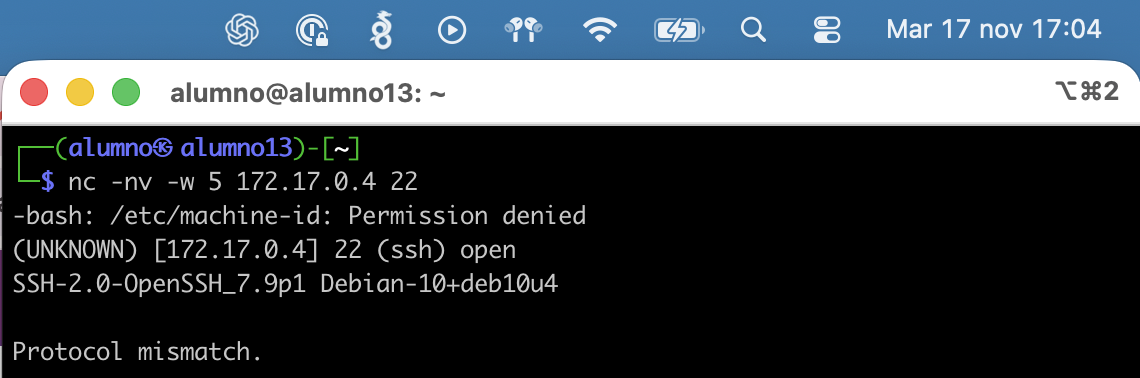 Mar 17 nov 17:04
alumno@alumno13: ~
⌥⌘2
┌──(alumno㉿ alumno13)-[~]
└─$ nc -nv -w 5 172.17.0.4 22
-bash: /etc/machine-id: Permission denied
(UNKNOWN) [172.17.0.4] 22 (ssh) open
SSH-2.0-OpenSSH_7.9p1 Debian-10+deb10u4

Protocol mismatch.